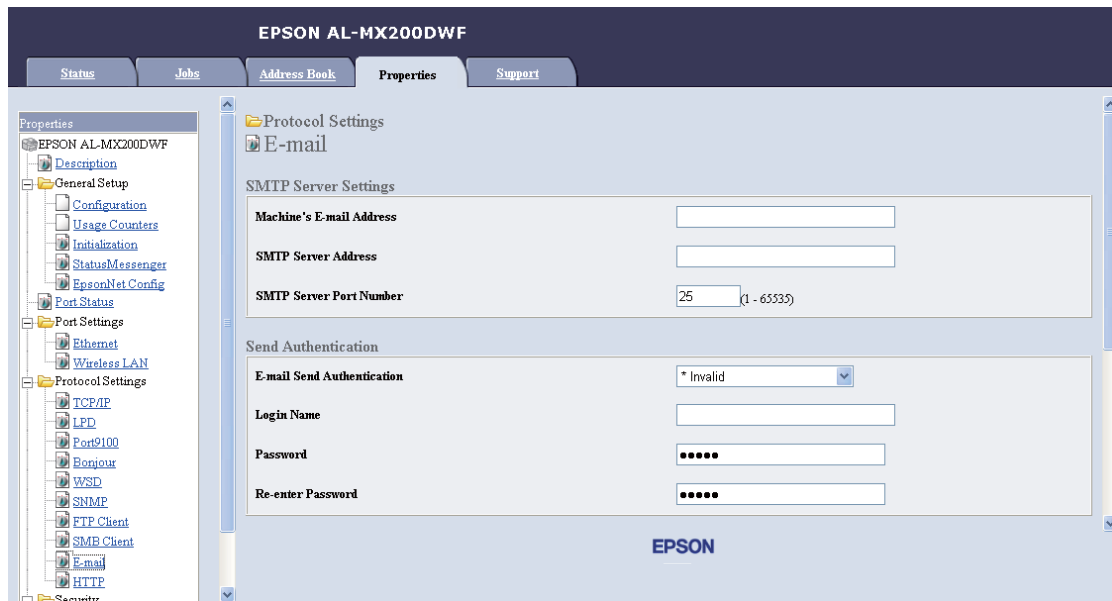 EPSON AL-MX200DWF
Status
Jobs
Address Book
Properties
Support
Properties
EPSON AL-MX200DWF
Description
General Setup
Configuration
Usage Counters
Initialization
StatusMessenger
EpsonNet Config
Port Status
Port Settings
Ethernet
Wireless LAN
Protocol Settings
TCP/IP
LPD
Port9100
Bonjour
WSD
SNMP
FTP Client
SMB Client
E-mail
HTTP
Security
Protocol Settings
E-mail
SMTP Server Settings
Machine's E-mail Address
SMTP Server Address
SMTP Server Port Number 25 (1 - 65535)
Send Authentication
E-mail Send Authentication * Invalid
Login Name
Password •••••
Re-enter Password •••••
EPSON